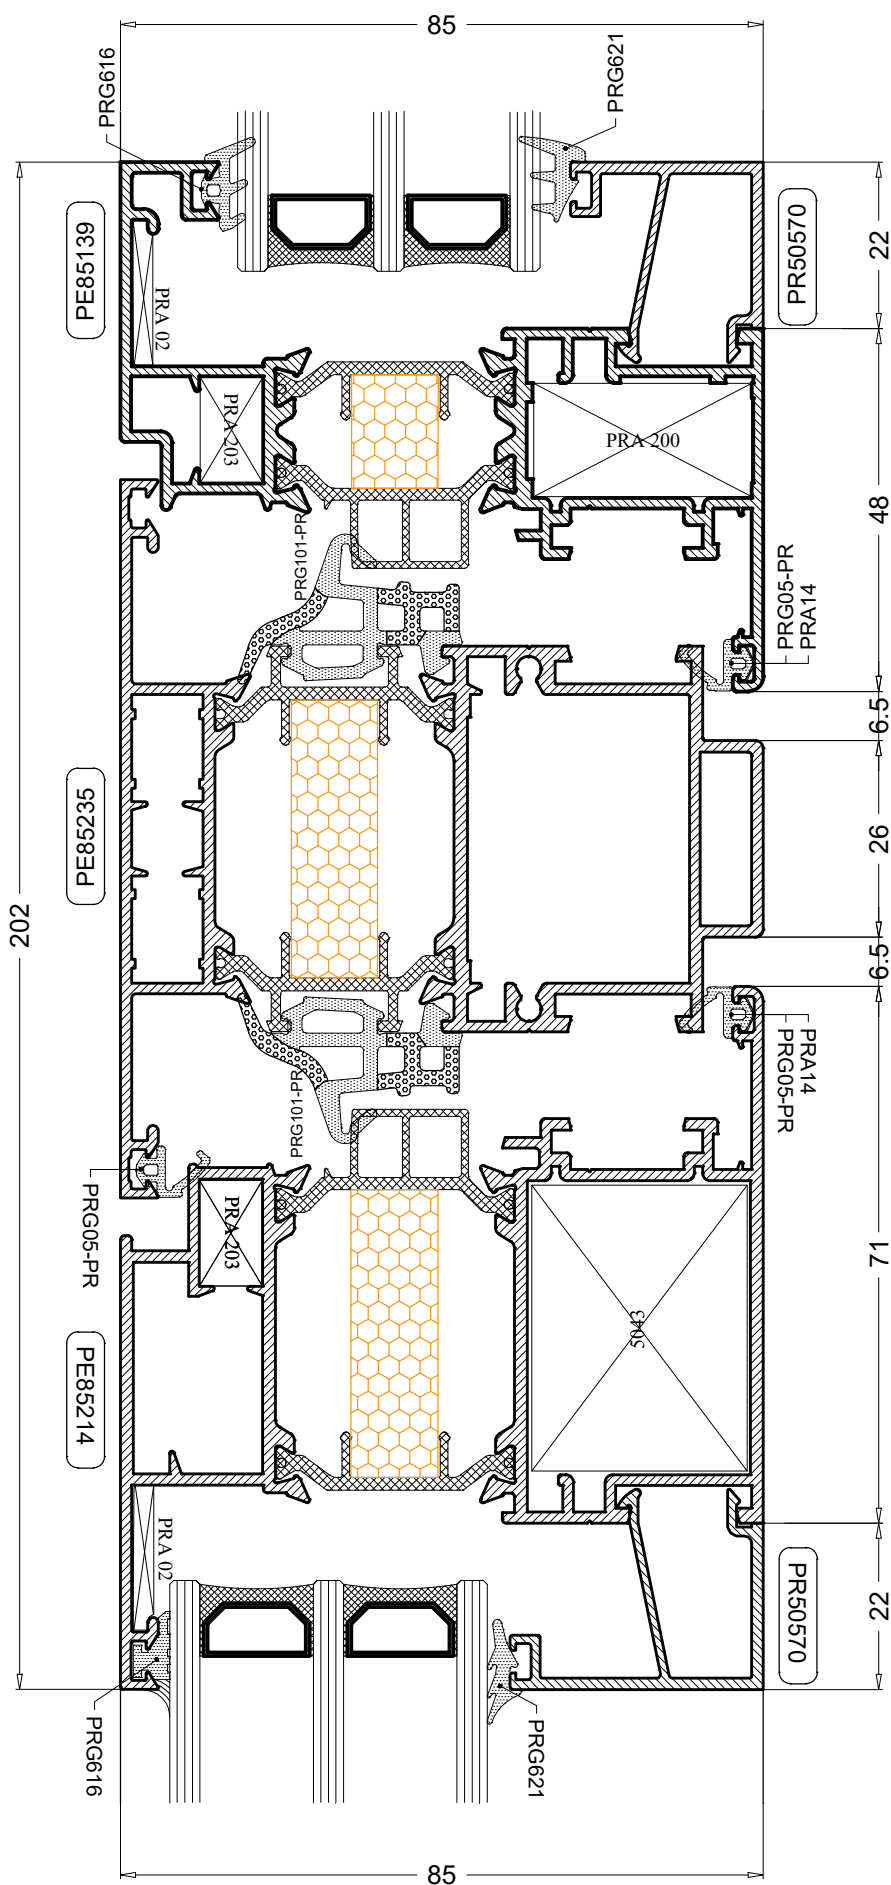 85
PRG616
PRG621
PE85139
PR50570
22
PRA 02
PRA 203
PRA 200
48
PRG101-PR
PRG05-PR
PRA14
6.5
PE85235
26
202
6.5
PRA14
PRG05-PR
PRG101-PR
PRG05-PR
PRA 203
71
5043
PE85214
PRA 02
PR50570
22
PRG616
PRG621
85